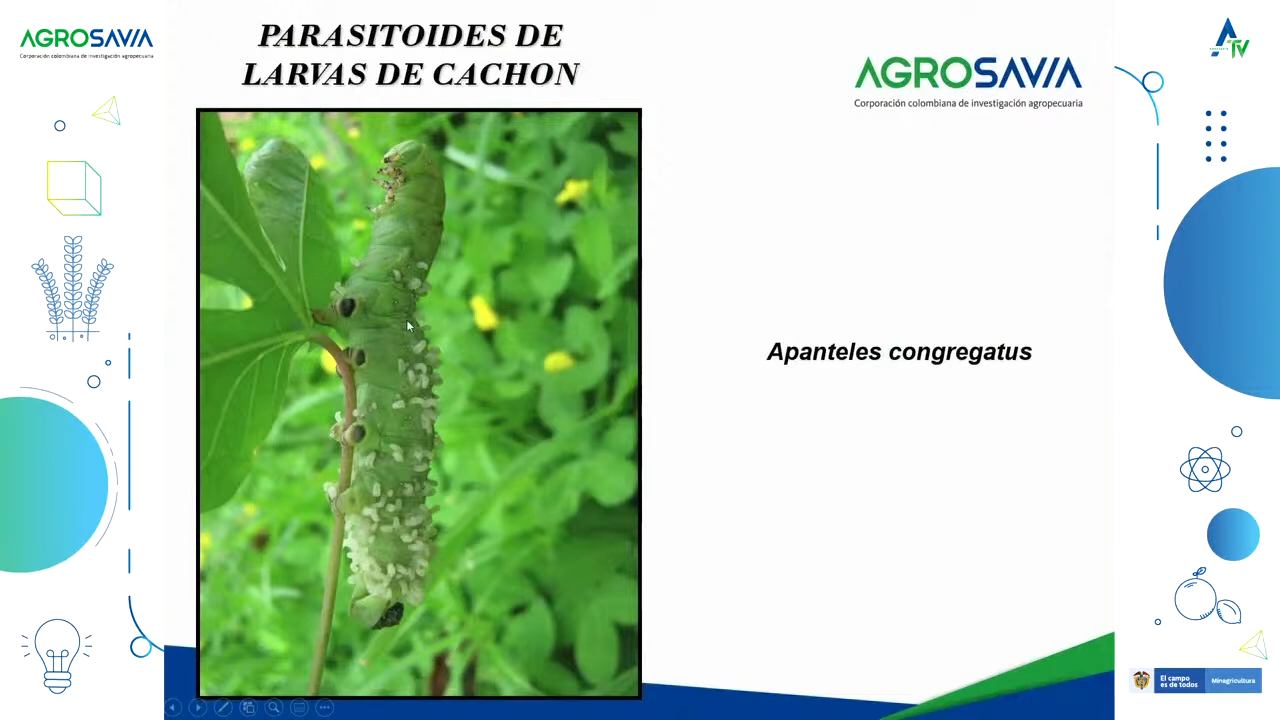 AGROSAVIA
Corporación colombiana de investigación agropecuaria
PARASITOIDES DE
LARVAS DE CACHON
AGROSAVIA
Corporación colombiana de investigación agropecuaria
TV
Apanteles congregatus
El campo
es de todos
Minagricultura